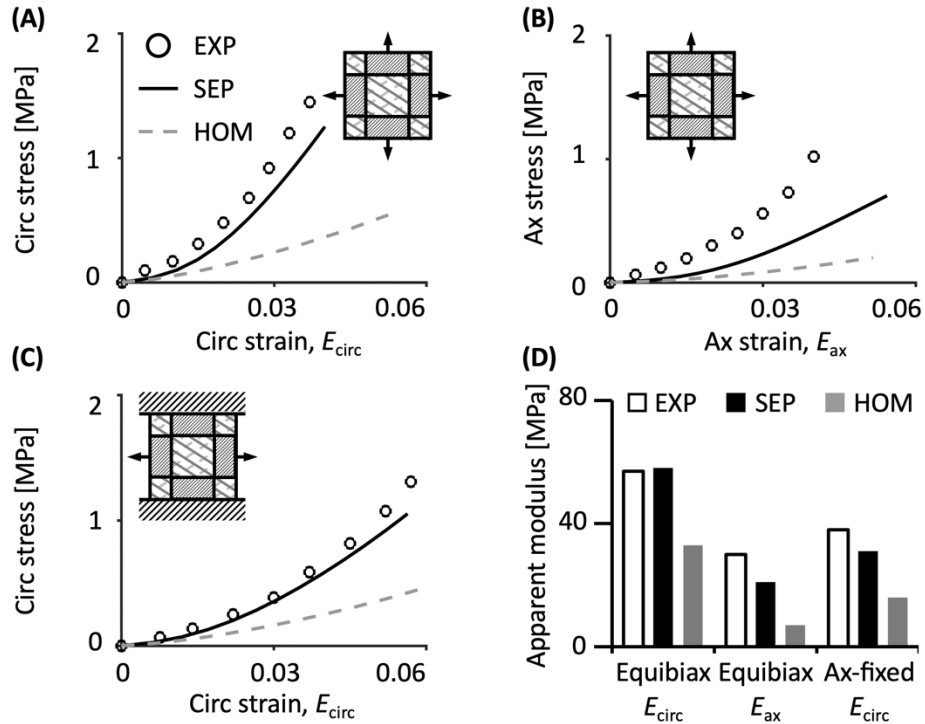 (A)
2
1
0
Circ stress [MPa]
EXP
SEP
HOM
0 0.03 0.06
Circ strain, Ecirc
(B)
2
1
0
Ax stress [MPa]
0 0.03 0.06
Ax strain, Eax
(C)
2
1
0
Circ stress [MPa]
0 0.03 0.06
Circ strain, Ecirc
(D)
80
40
0
Apparent modulus [MPa]
EXP SEP HOM
Equibiax Equibiax Ax-fixed
Ecirc Eax Ecirc